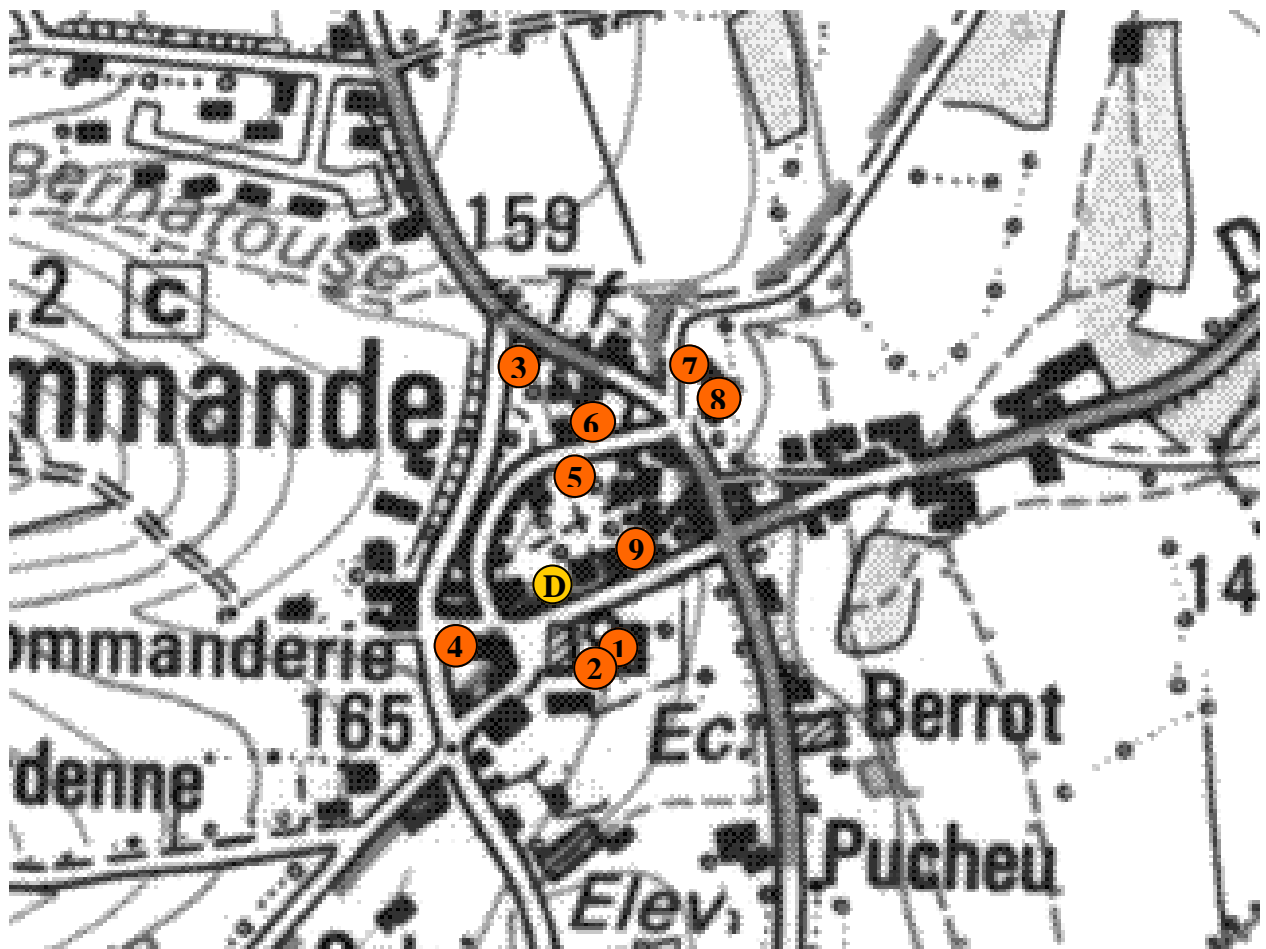 Bernatouse
159
Tf
D
.2
C
mmande
3
7
8
6
5
9
D
14
4
1
2
ommanderie
165
Ec.
Berrot
denne
Pucheu
Elev.